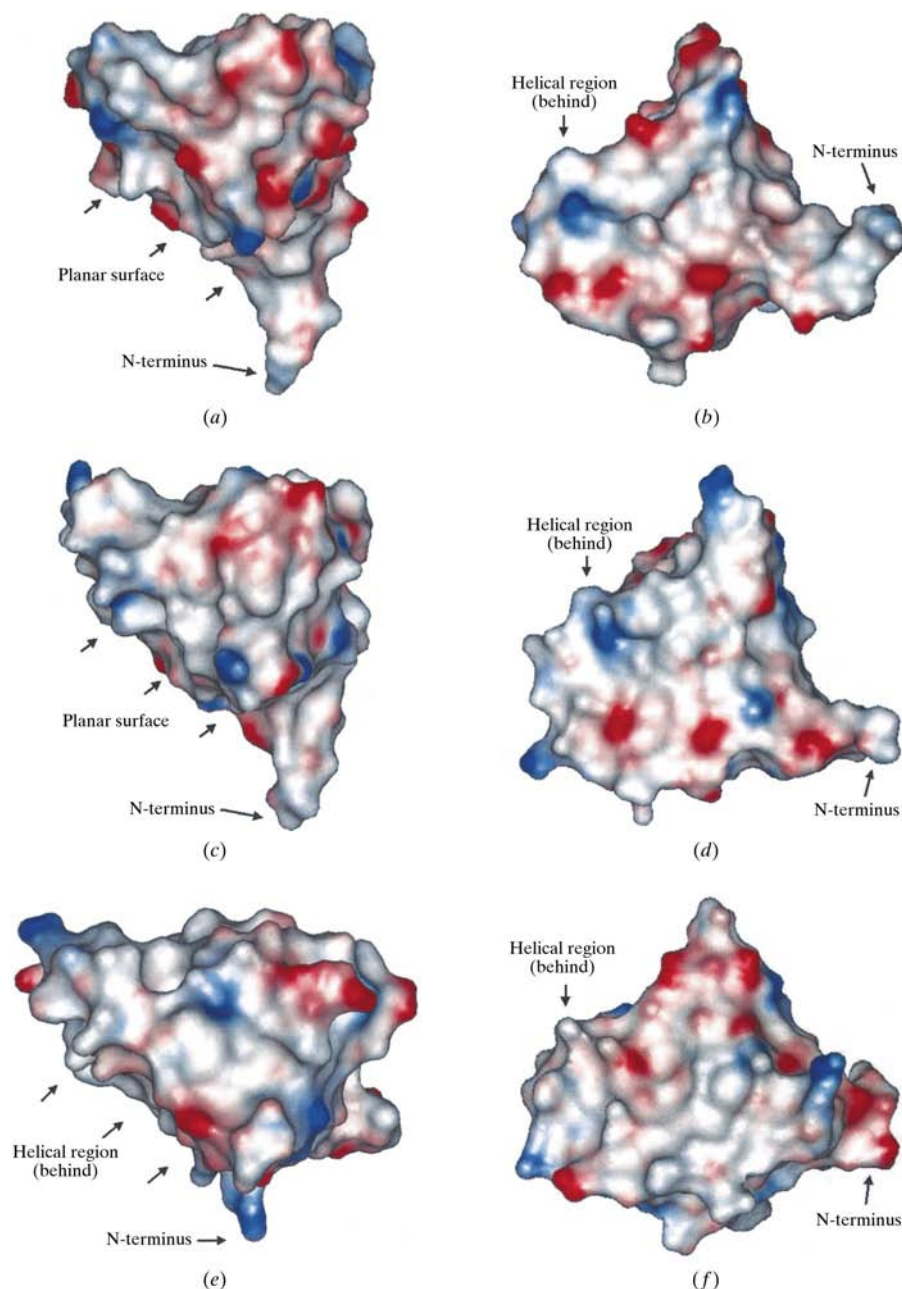 Helical region
(behind)
N-terminus
Planar surface
N-terminus
(a)
(b)
Helical region
(behind)
Planar surface
N-terminus
N-terminus
(c)
(d)
Helical region
(behind)
Helical region
(behind)
N-terminus
N-terminus
(e)
(f)